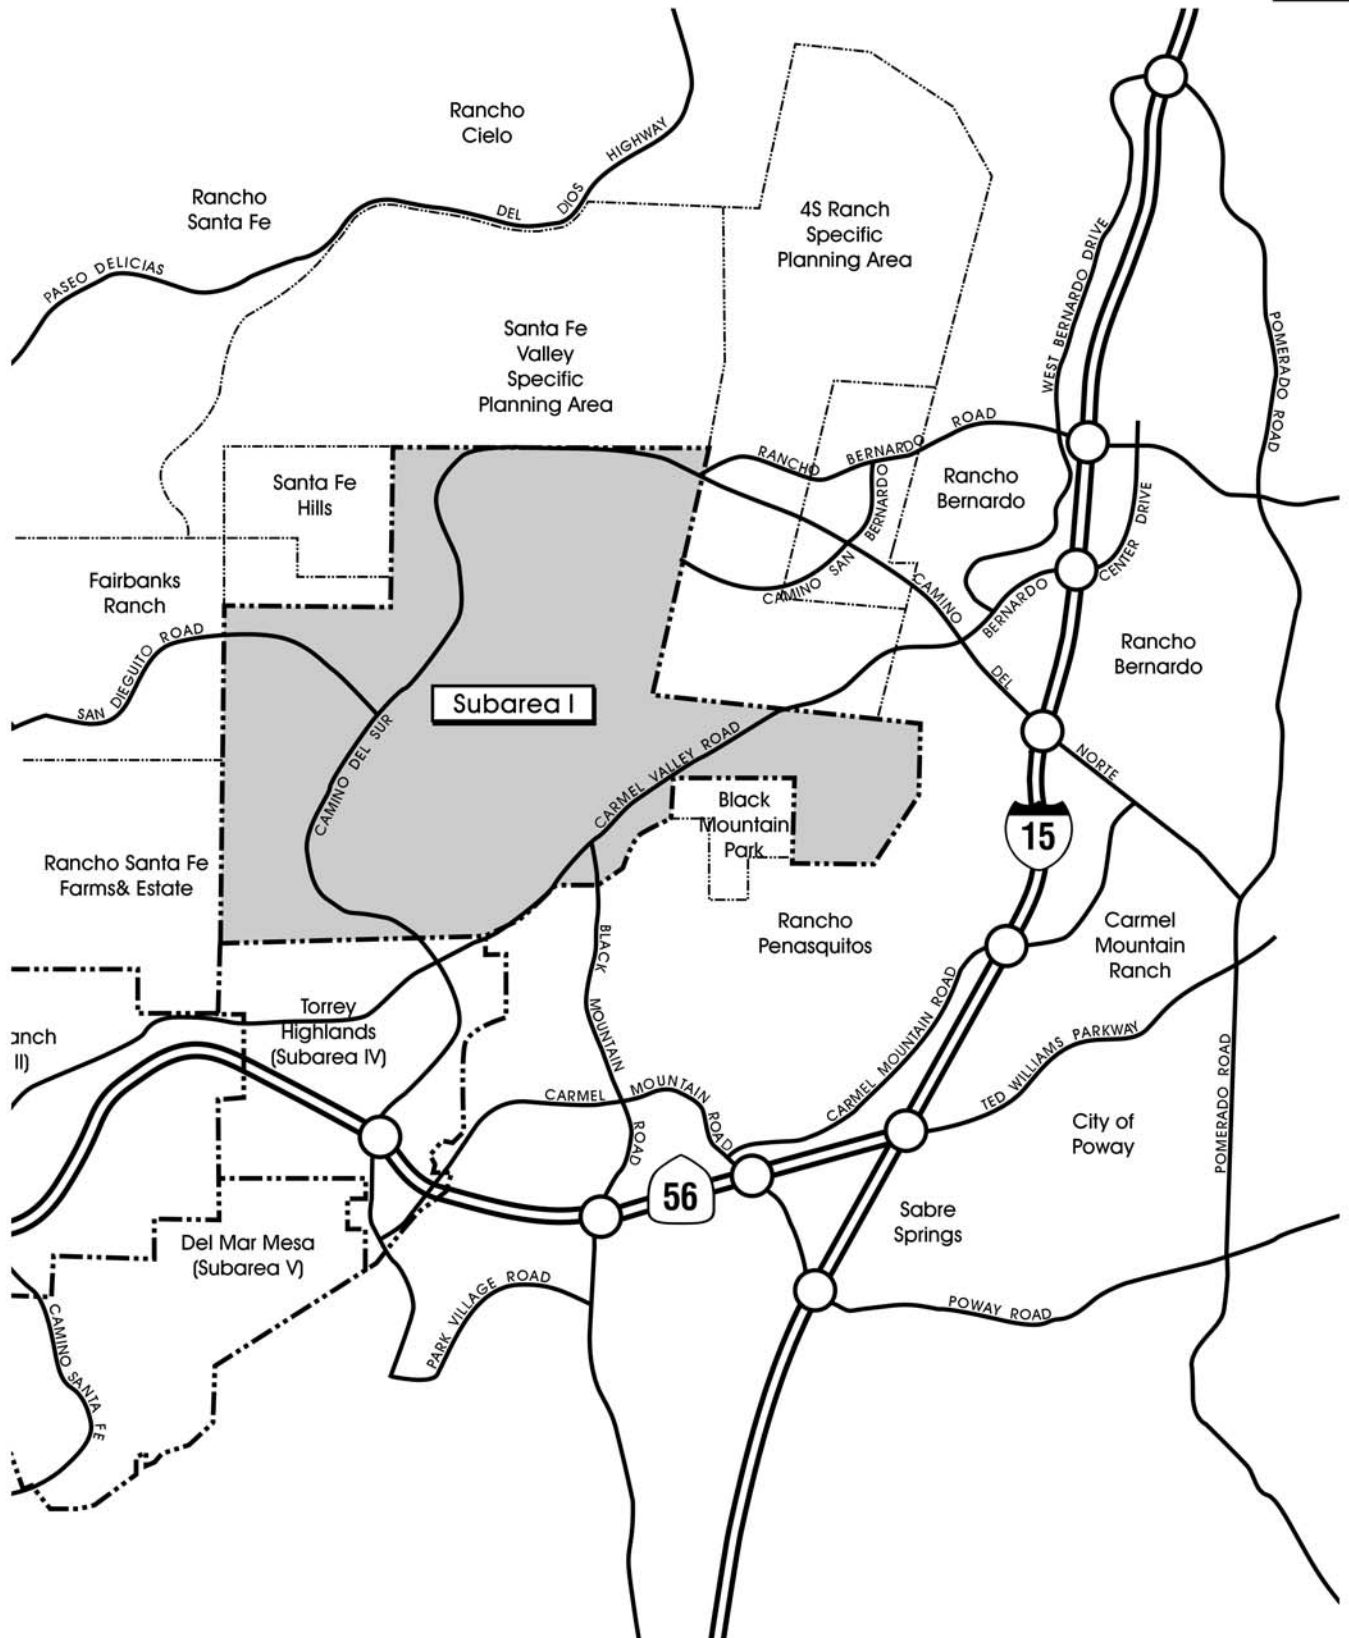 Rancho
Cielo
Rancho
Santa Fe
DEL DIOS HIGHWAY
PASEO DELICIAS
4S Ranch
Specific
Planning Area
WEST BERNARDO DRIVE
POMERADO ROAD
Santa Fe
Valley
Specific
Planning Area
RANCHO BERNARDO ROAD
Santa Fe
Hills
Rancho
Bernardo
CAMINO SAN BERNARDO
BERNARDO CENTER DRIVE
Fairbanks
Ranch
CAMINO DEL NORTE
SAN DIEGUITO ROAD
Rancho
Bernardo
Subarea I
CAMINO DEL SUR
CARMEL VALLEY ROAD
Black
Mountain
Park
15
Rancho Santa Fe
Farms& Estate
Rancho
Penasquitos
Carmel
Mountain
Ranch
BLACK MOUNTAIN ROAD
CARMEL MOUNTAIN ROAD
Torrey
Highlands
(Subarea IV)
anch
II)
TED WILLIAMS PARKWAY
POMERADO ROAD
CARMEL MOUNTAIN ROAD
City of
Poway
56
Sabre
Springs
Del Mar Mesa
(Subarea V)
PARK VILLAGE ROAD
POWAY ROAD
CAMINO SANTA FE